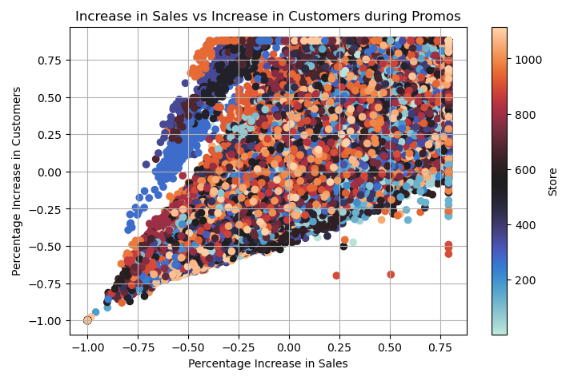 Increase in Sales vs Increase in Customers during Promos
Percentage Increase in Customers
0.75
0.50
0.25
0.00
−0.25
−0.50
−0.75
−1.00
−1.00 −0.75 −0.50 −0.25 0.00 0.25 0.50 0.75
Percentage Increase in Sales
1000
800
600
400
200
Store